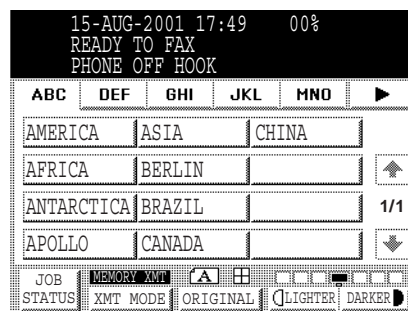 15-AUG-2001 17:49 00%
READY TO FAX
PHONE OFF HOOK
ABC DEF GHI JKL MNO
AMERICA ASIA CHINA
AFRICA BERLIN
ANTARCTICA BRAZIL 1/1
APOLLO CANADA
JOB STATUS MEMORY XMT A
XMT MODE ORIGINAL LIGHTER DARKER